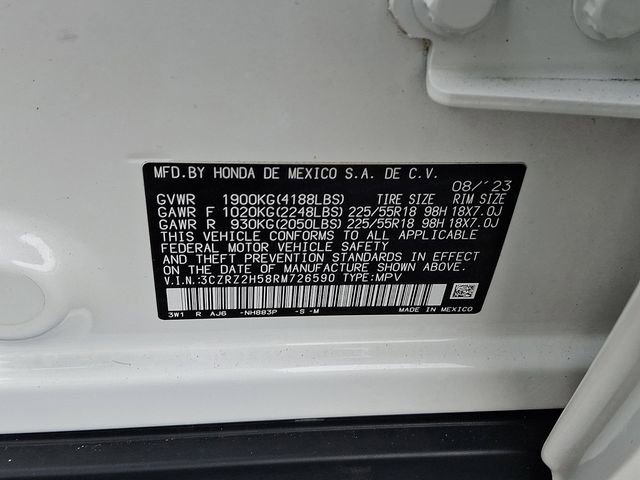 MFD.BY HONDA DE MEXICO S.A. DE C.V.
08/'23
GVWR 1900KG(4188LBS) TIRE SIZE RIM SIZE
GAWR F 1020KG(2248LBS) 225/55R18 98H 18X7.0J
GAWR R 930KG(2050LBS) 225/55R18 98H 18X7.0J
THIS VEHICLE CONFORMS TO ALL APPLICABLE
FEDERAL MOTOR VEHICLE SAFETY
AND THEFT PREVENTION STANDARDS IN EFFECT
ON THE DATE OF MANUFACTURE SHOWN ABOVE.
V.I.N.:3CZRZ2H58RM726590 TYPE:MPV
3W1 R AJ6 -NH883P -S -M MADE IN MEXICO